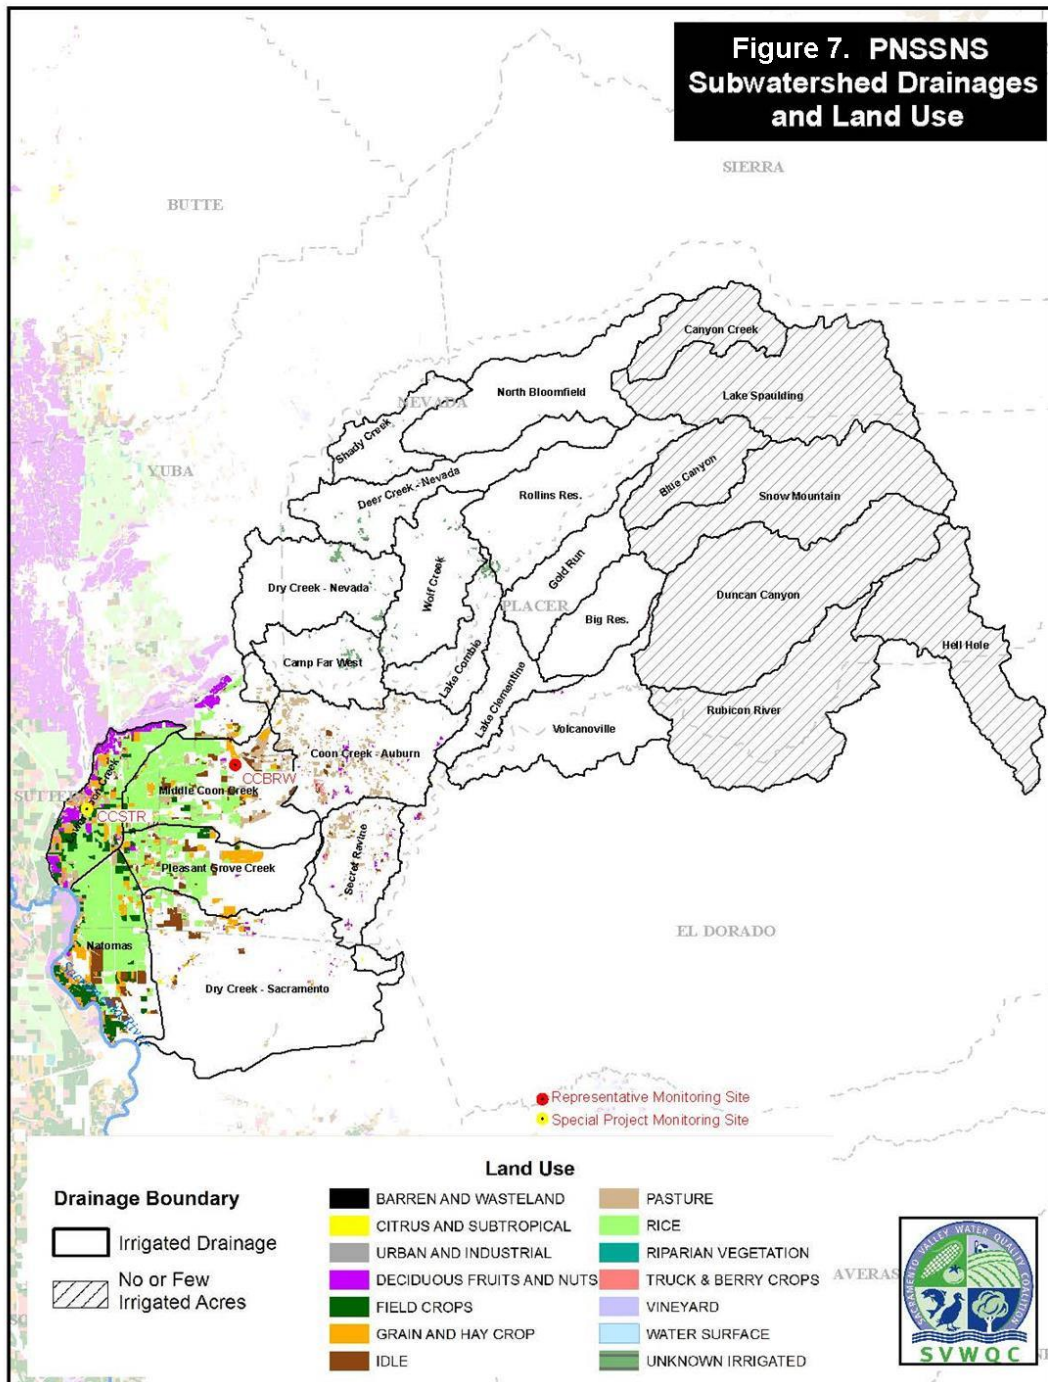 Figure 7. PNSSNS
Subwatershed Drainages
and Land Use
SIERRA
BUTTE
Canyon Creek
North Bloomfield
Lake Spaulding
NEVADA
Shady Creek
YUBA
Blue Canyon
Deer Creek - Nevada
Rollins Res.
Snow Mountain
Gold Run
Dry Creek - Nevada
Wolf Creek
Duncan Canyon
PLACER
Big Res.
Hell Hole
Camp Far West
Lake Combie
Lake Clementine
Rubicon River
Volcanoville
Coon Creek - Auburn
CCBRW
Middle Coon Creek
SUTTER
CCSTR
Secret Ravine
Pleasant Grove Creek
EL DORADO
Natomas
Dry Creek - Sacramento
Representative Monitoring Site
Special Project Monitoring Site
Land Use
Drainage Boundary
Irrigated Drainage
No or Few
Irrigated Acres
BARREN AND WASTELAND
CITRUS AND SUBTROPICAL
URBAN AND INDUSTRIAL
DECIDUOUS FRUITS AND NUTS
FIELD CROPS
GRAIN AND HAY CROP
IDLE
PASTURE
RICE
RIPARIAN VEGETATION
TRUCK & BERRY CROPS
VINEYARD
WATER SURFACE
UNKNOWN IRRIGATED
AVERAS
SACRAMENTO VALLEY WATER QUALITY COALITION
SVWQC